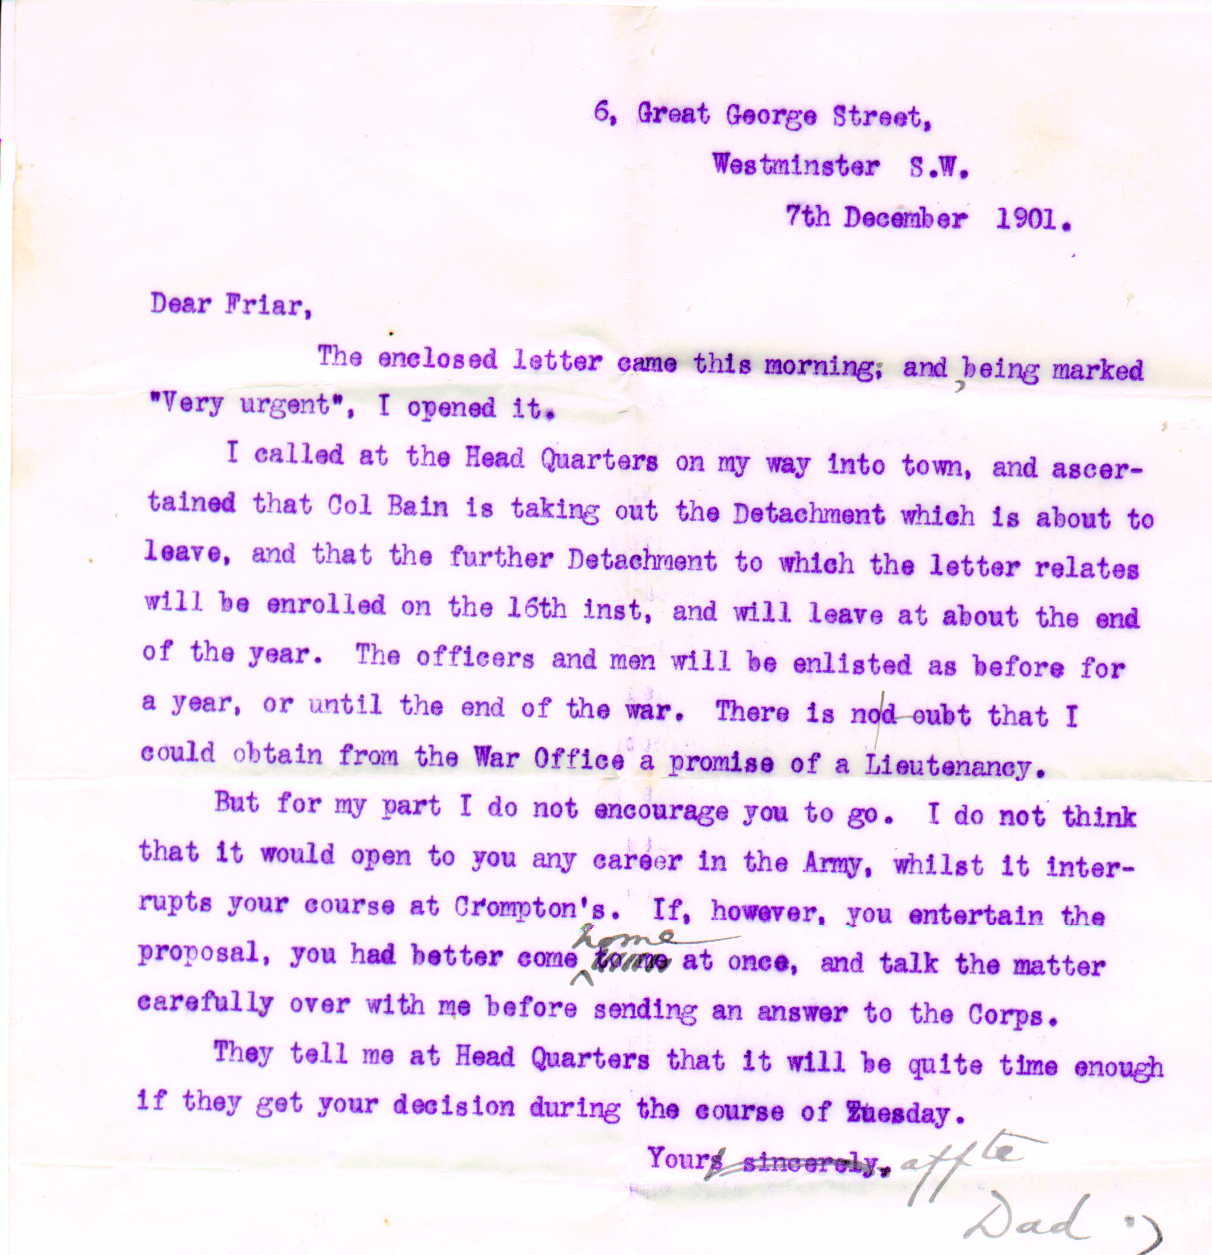 6, Great George Street,
Westminster S.W.
7th December 1901.
Dear Friar,
The enclosed letter came this morning; and, being marked
"Very urgent", I opened it.
I called at the Head Quarters on my way into town, and ascer-
tained that Col Bain is taking out the Detachment which is about to
leave, and that the further Detachment to which the letter relates
will be enrolled on the 16th inst, and will leave at about the end
of the year. The officers and men will be enlisted as before for
a year, or until the end of the war. There is no doubt that I
could obtain from the War Office a promise of a Lieutenancy.
But for my part I do not encourage you to go. I do not think
that it would open to you any career in the Army, whilst it inter-
rupts your course at Crompton's. If, however, you entertain the
proposal, you had better come home at once, and talk the matter
carefully over with me before sending an answer to the Corps.
They tell me at Head Quarters that it will be quite time enough
if they get your decision during the course of Tuesday.
Yours sincerely, affte
Dad